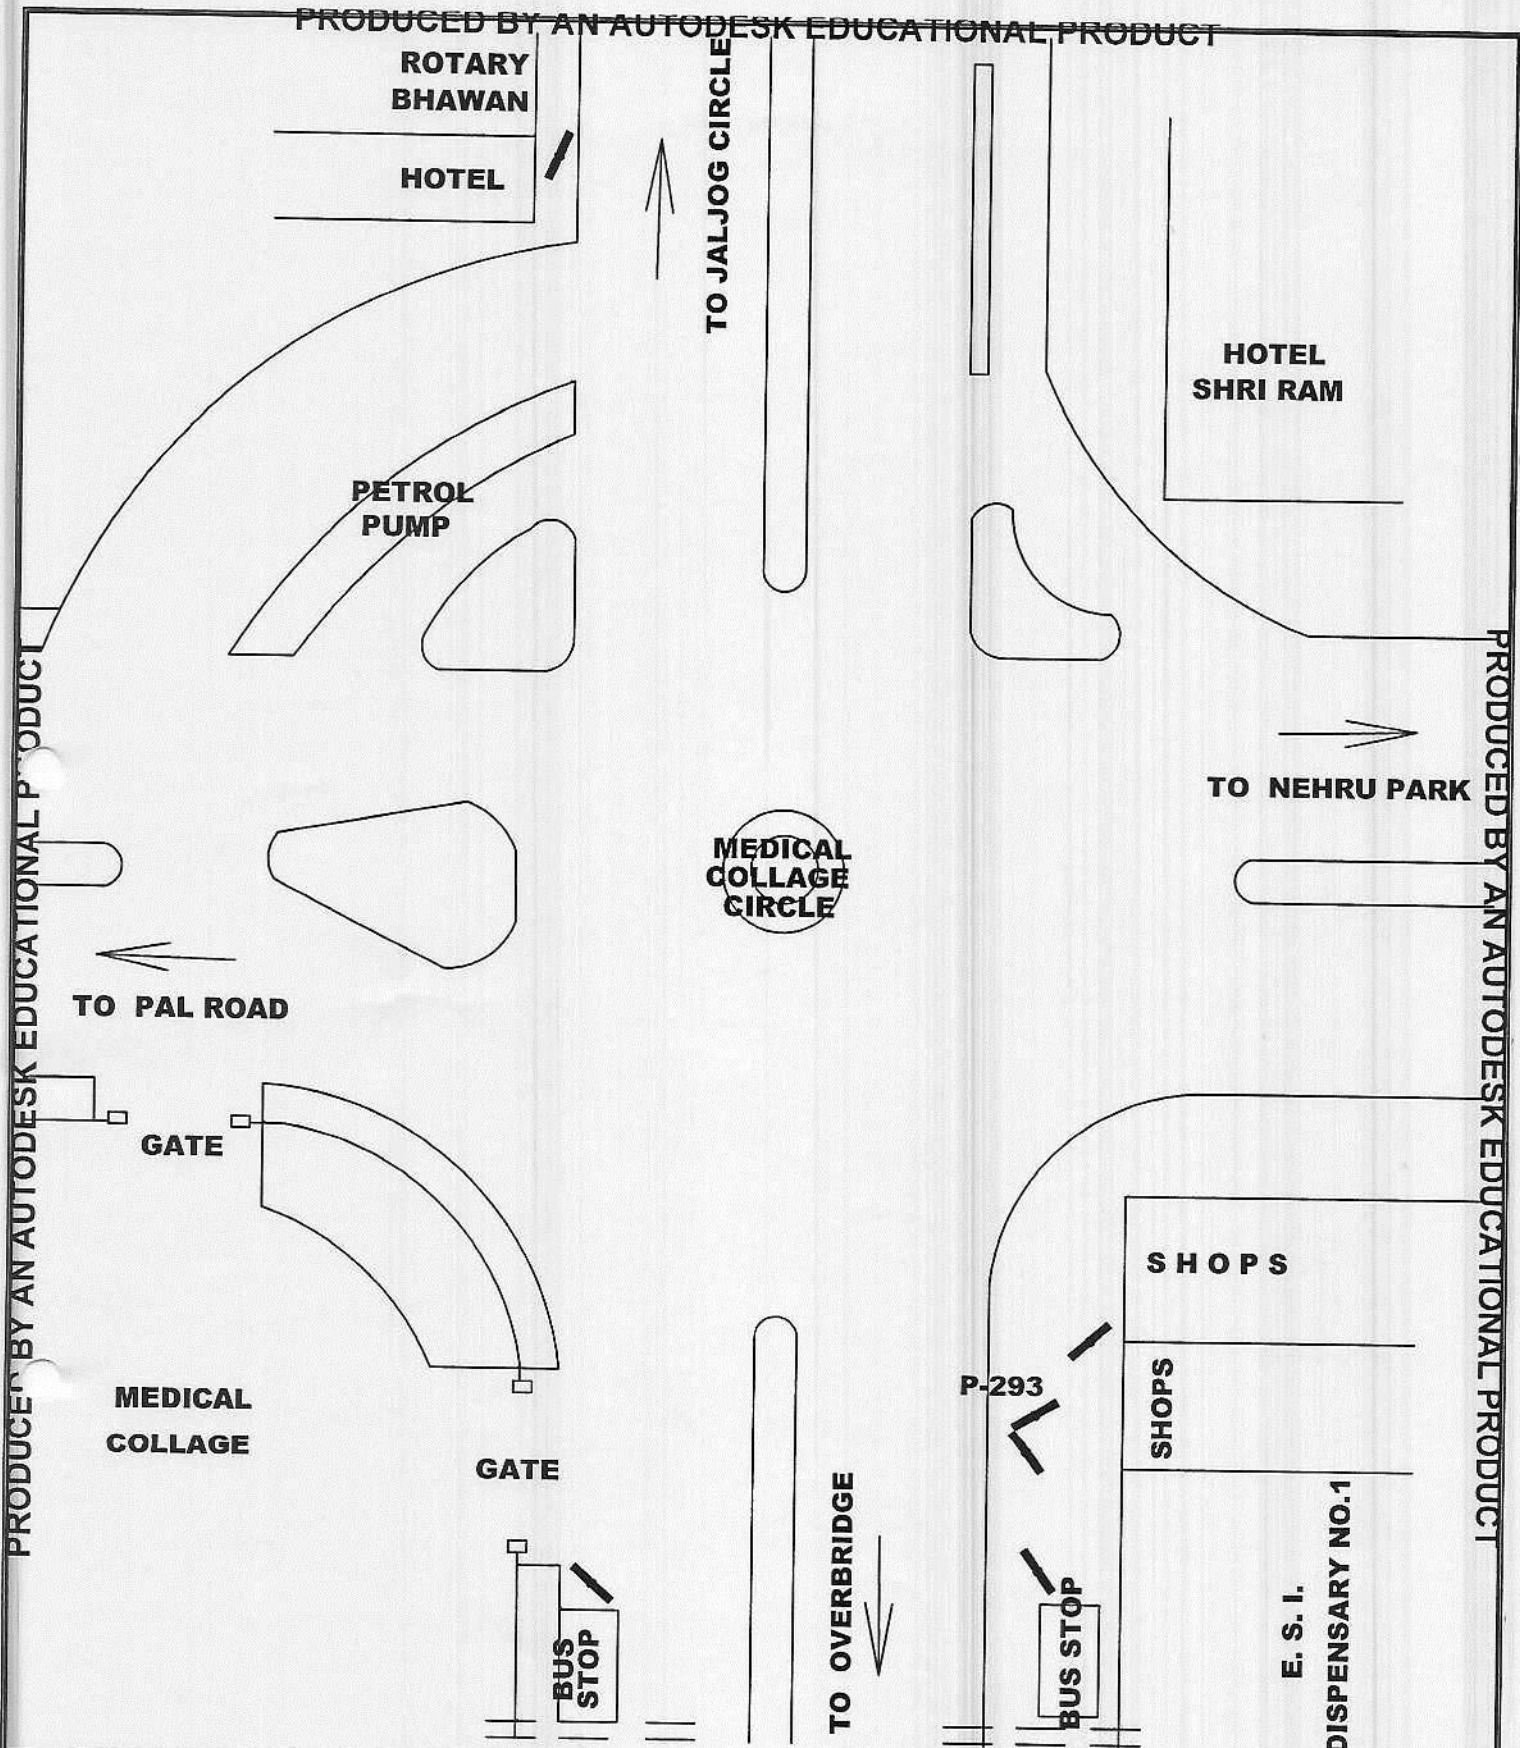 PRODUCED BY AN AUTODESK EDUCATIONAL PRODUCT
ROTARY
BHAWAN
HOTEL
TO JALJOG CIRCLE
HOTEL
SHRI RAM
PETROL
PUMP
PRODUCED BY AN AUTODESK EDUCATIONAL PRODUCT
PRODUCED BY AN AUTODESK EDUCATIONAL PRODUCT
TO NEHRU PARK
MEDICAL
COLLAGE
CIRCLE
TO PAL ROAD
GATE
SHOPS
P-293
SHOPS
MEDICAL
COLLAGE
GATE
TO OVERBRIDGE
BUS
STOP
BUS STOP
E. S. I.
DISPENSARY NO.1